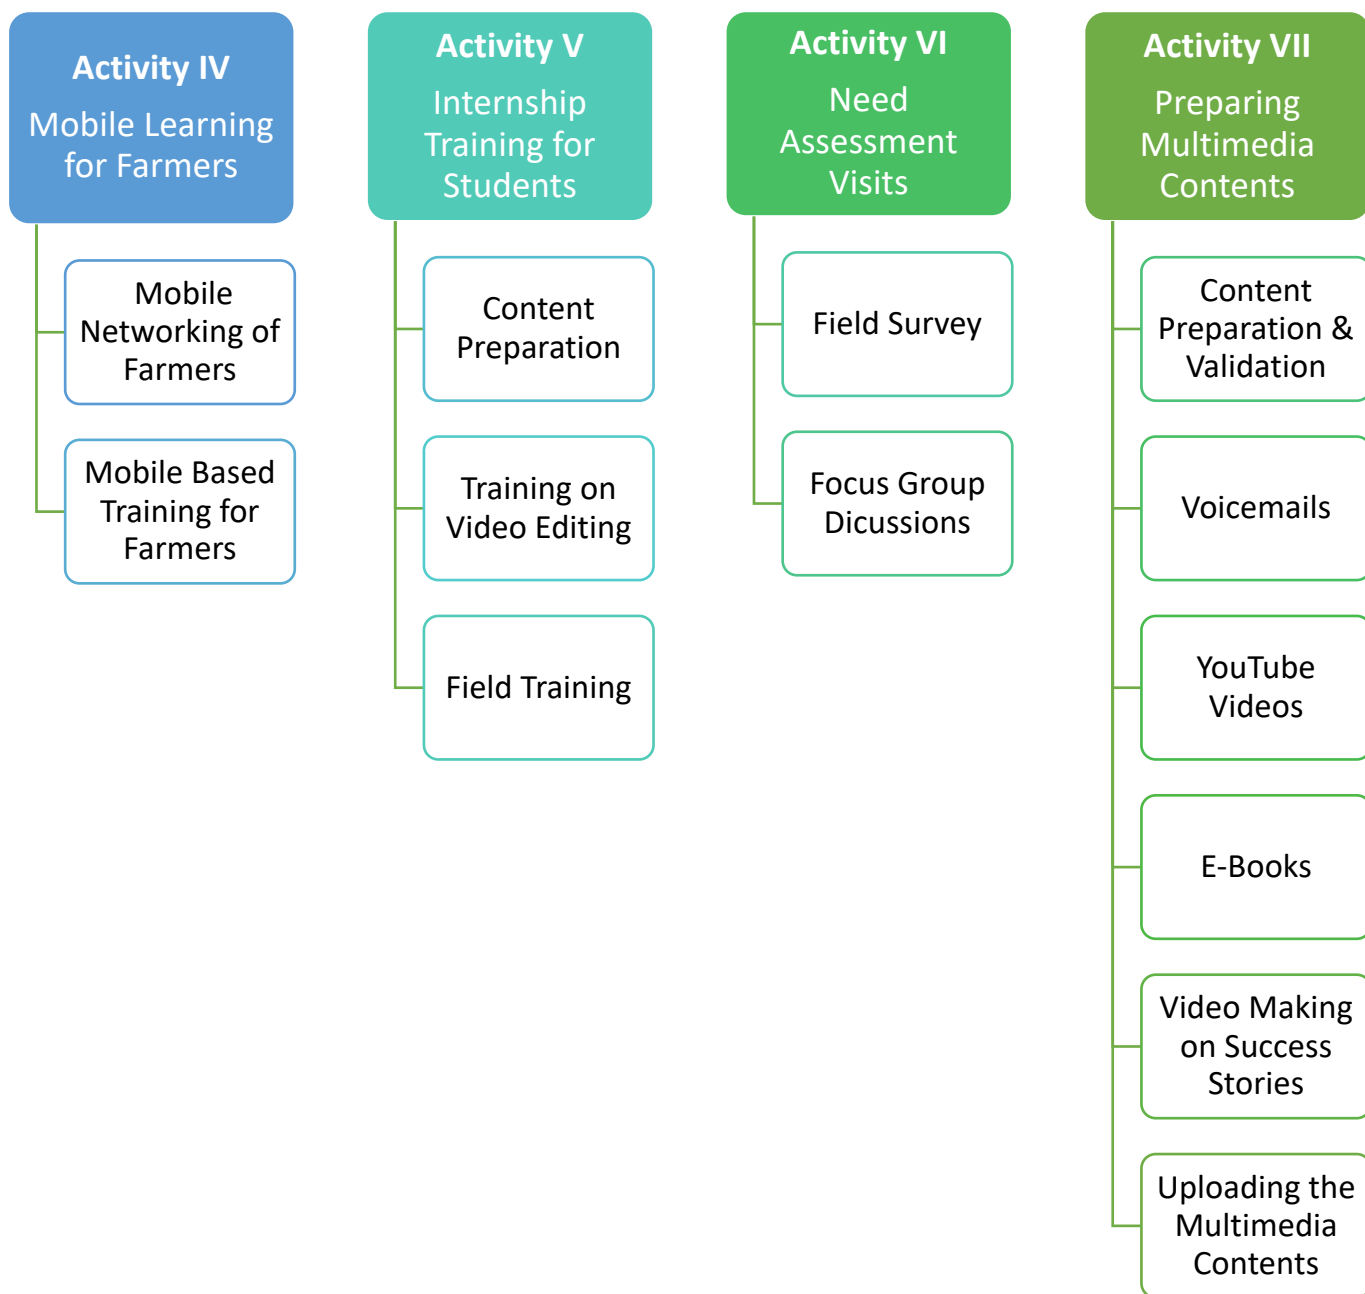 Activity IV
Mobile Learning
for Farmers
Mobile
Networking of
Farmers
Mobile Based
Training for
Farmers
Activity V
Internship
Training for
Students
Content
Preparation
Training on
Video Editing
Field Training
Activity VI
Need
Assessment
Visits
Field Survey
Focus Group
Dicussions
Activity VII
Preparing
Multimedia
Contents
Content
Preparation &
Validation
Voicemails
YouTube
Videos
E-Books
Video Making
on Success
Stories
Uploading the
Multimedia
Contents